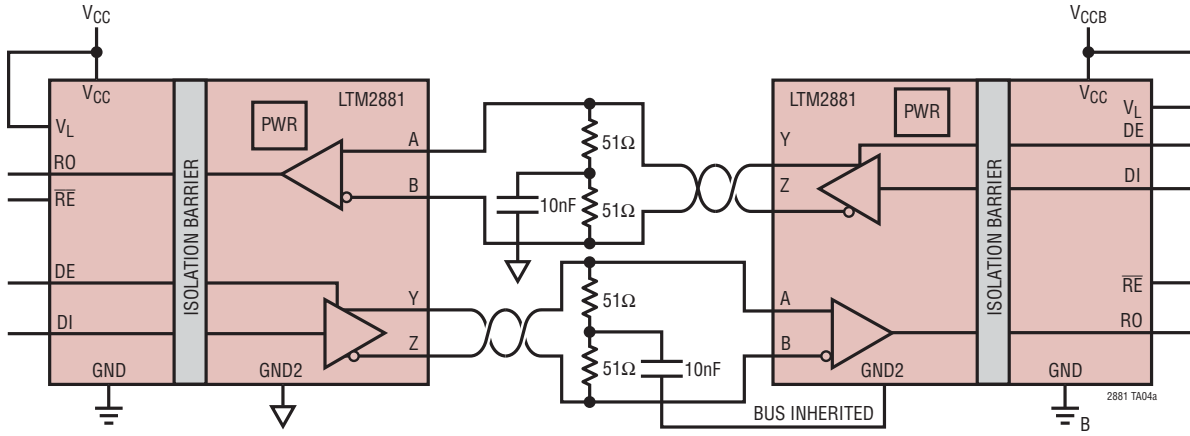 VCC
VCC
VL
RO
RE
DE
DI
GND
ISOLATION BARRIER
PWR
LTM2881
A
B
Y
Z
GND2
51Ω
51Ω
10nF
51Ω
51Ω
10nF
BUS INHERITED
LTM2881
PWR
Y
Z
A
B
GND2
ISOLATION BARRIER
VCCB
VCC
VL
DE
DI
RE
RO
GND
2881 TA04a
B